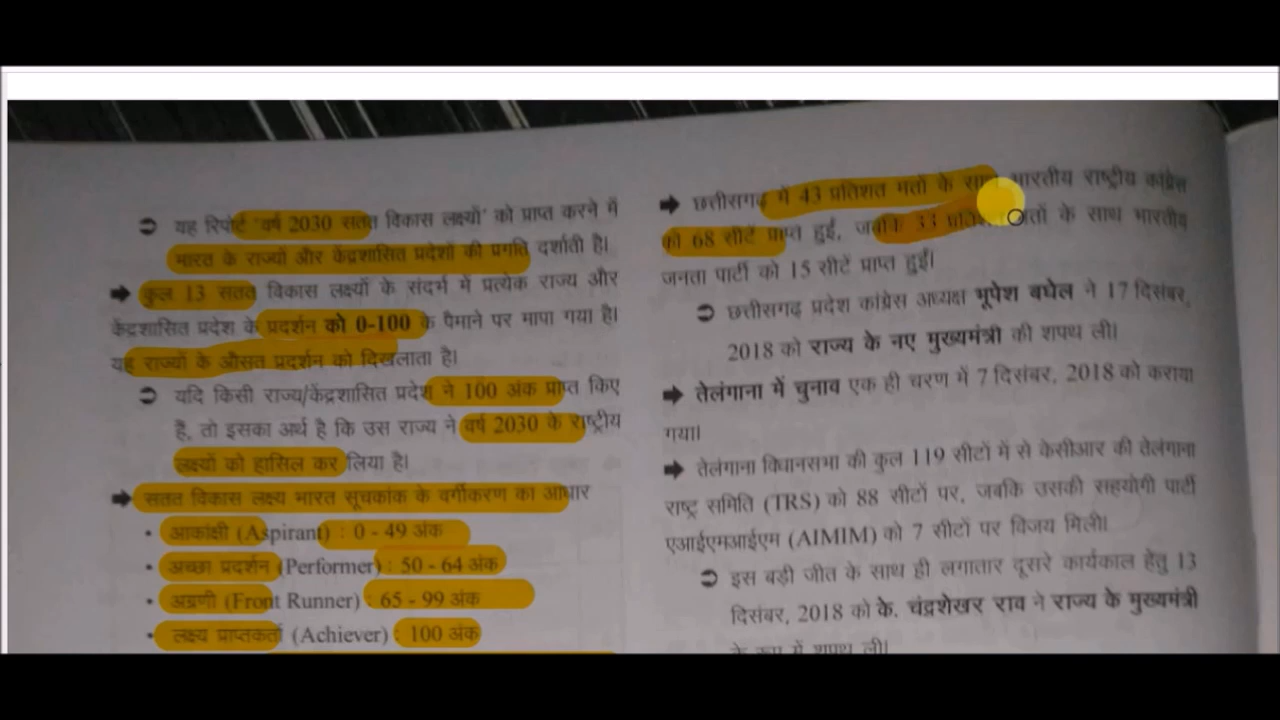 ➲ यह रिपोर्ट 'वर्ष 2030 सतत विकास लक्ष्यों' को प्राप्त करने में
भारत के राज्यों और केंद्रशासित प्रदेशों की प्रगति दर्शाती है।
➡ कुल 13 सतत विकास लक्ष्यों के संदर्भ में प्रत्येक राज्य और
केंद्रशासित प्रदेश के प्रदर्शन को 0-100 के पैमाने पर मापा गया है।
यह राज्यों के औसत प्रदर्शन को दिखलाता है।
➲ यदि किसी राज्य/केंद्रशासित प्रदेश ने 100 अंक प्राप्त किए
हैं, तो इसका अर्थ है कि उस राज्य ने वर्ष 2030 के राष्ट्रीय
लक्ष्यों को हासिल कर लिया है।
➡ सतत विकास लक्ष्य भारत सूचकांक के वर्गीकरण का आधार
• आकांक्षी (Aspirant) : 0 - 49 अंक
• अच्छा प्रदर्शन (Performer) : 50 - 64 अंक
• अग्रणी (Front Runner) : 65 - 99 अंक
• लक्ष्य प्राप्तकर्ता (Achiever) : 100 अंक
➡ छत्तीसगढ़ में 43 प्रतिशत मतों के साथ भारतीय राष्ट्रीय कांग्रेस
को 68 सीटें प्राप्त हुईं, जबकि 33 प्रतिशत मतों के साथ भारतीय
जनता पार्टी को 15 सीटें प्राप्त हुईं।
➲ छत्तीसगढ़ प्रदेश कांग्रेस अध्यक्ष भूपेश बघेल ने 17 दिसंबर,
2018 को राज्य के नए मुख्यमंत्री की शपथ ली।
➡ तेलंगाना में चुनाव एक ही चरण में 7 दिसंबर, 2018 को कराया
गया।
➡ तेलंगाना विधानसभा की कुल 119 सीटों में से केसीआर की तेलंगाना
राष्ट्र समिति (TRS) को 88 सीटों पर, जबकि उसकी सहयोगी पार्टी
एआईएमआईएम (AIMIM) को 7 सीटों पर विजय मिली।
➲ इस बड़ी जीत के साथ ही लगातार दूसरे कार्यकाल हेतु 13
दिसंबर, 2018 को के. चंद्रशेखर राव ने राज्य के मुख्यमंत्री
के रूप में शपथ ली।